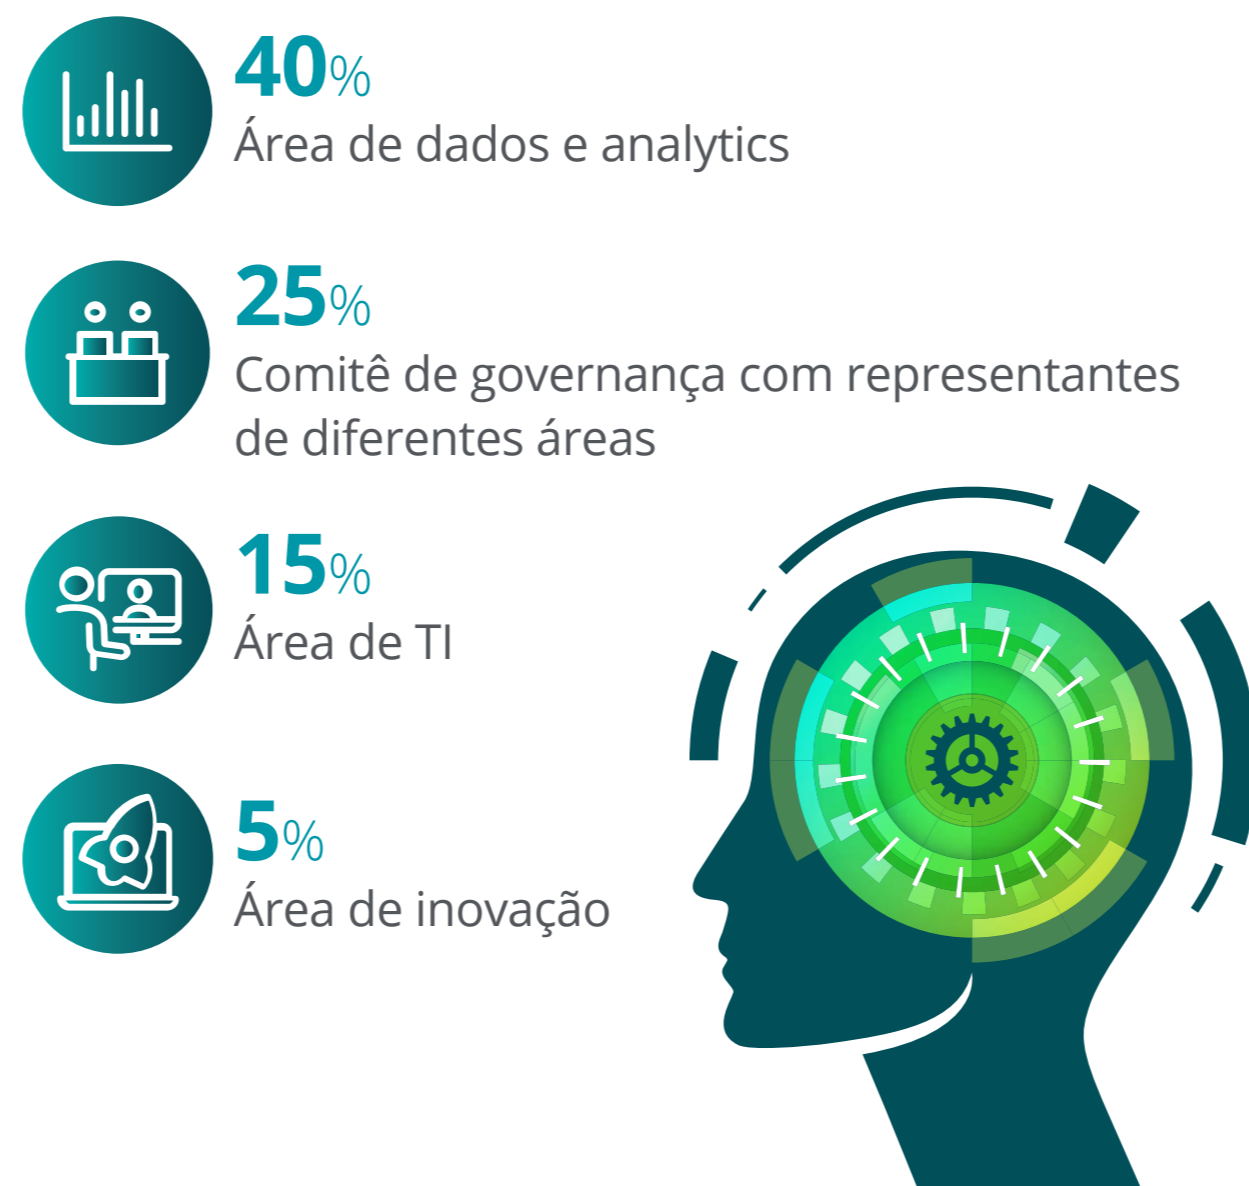 40%
Área de dados e analytics
25%
Comitê de governança com representantes
de diferentes áreas
15%
Área de TI
5%
Área de inovação